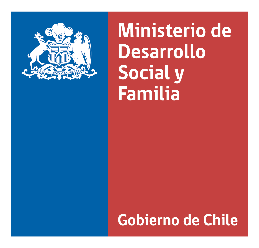 Ministerio de
Desarrollo
Social y
Familia
Gobierno de Chile